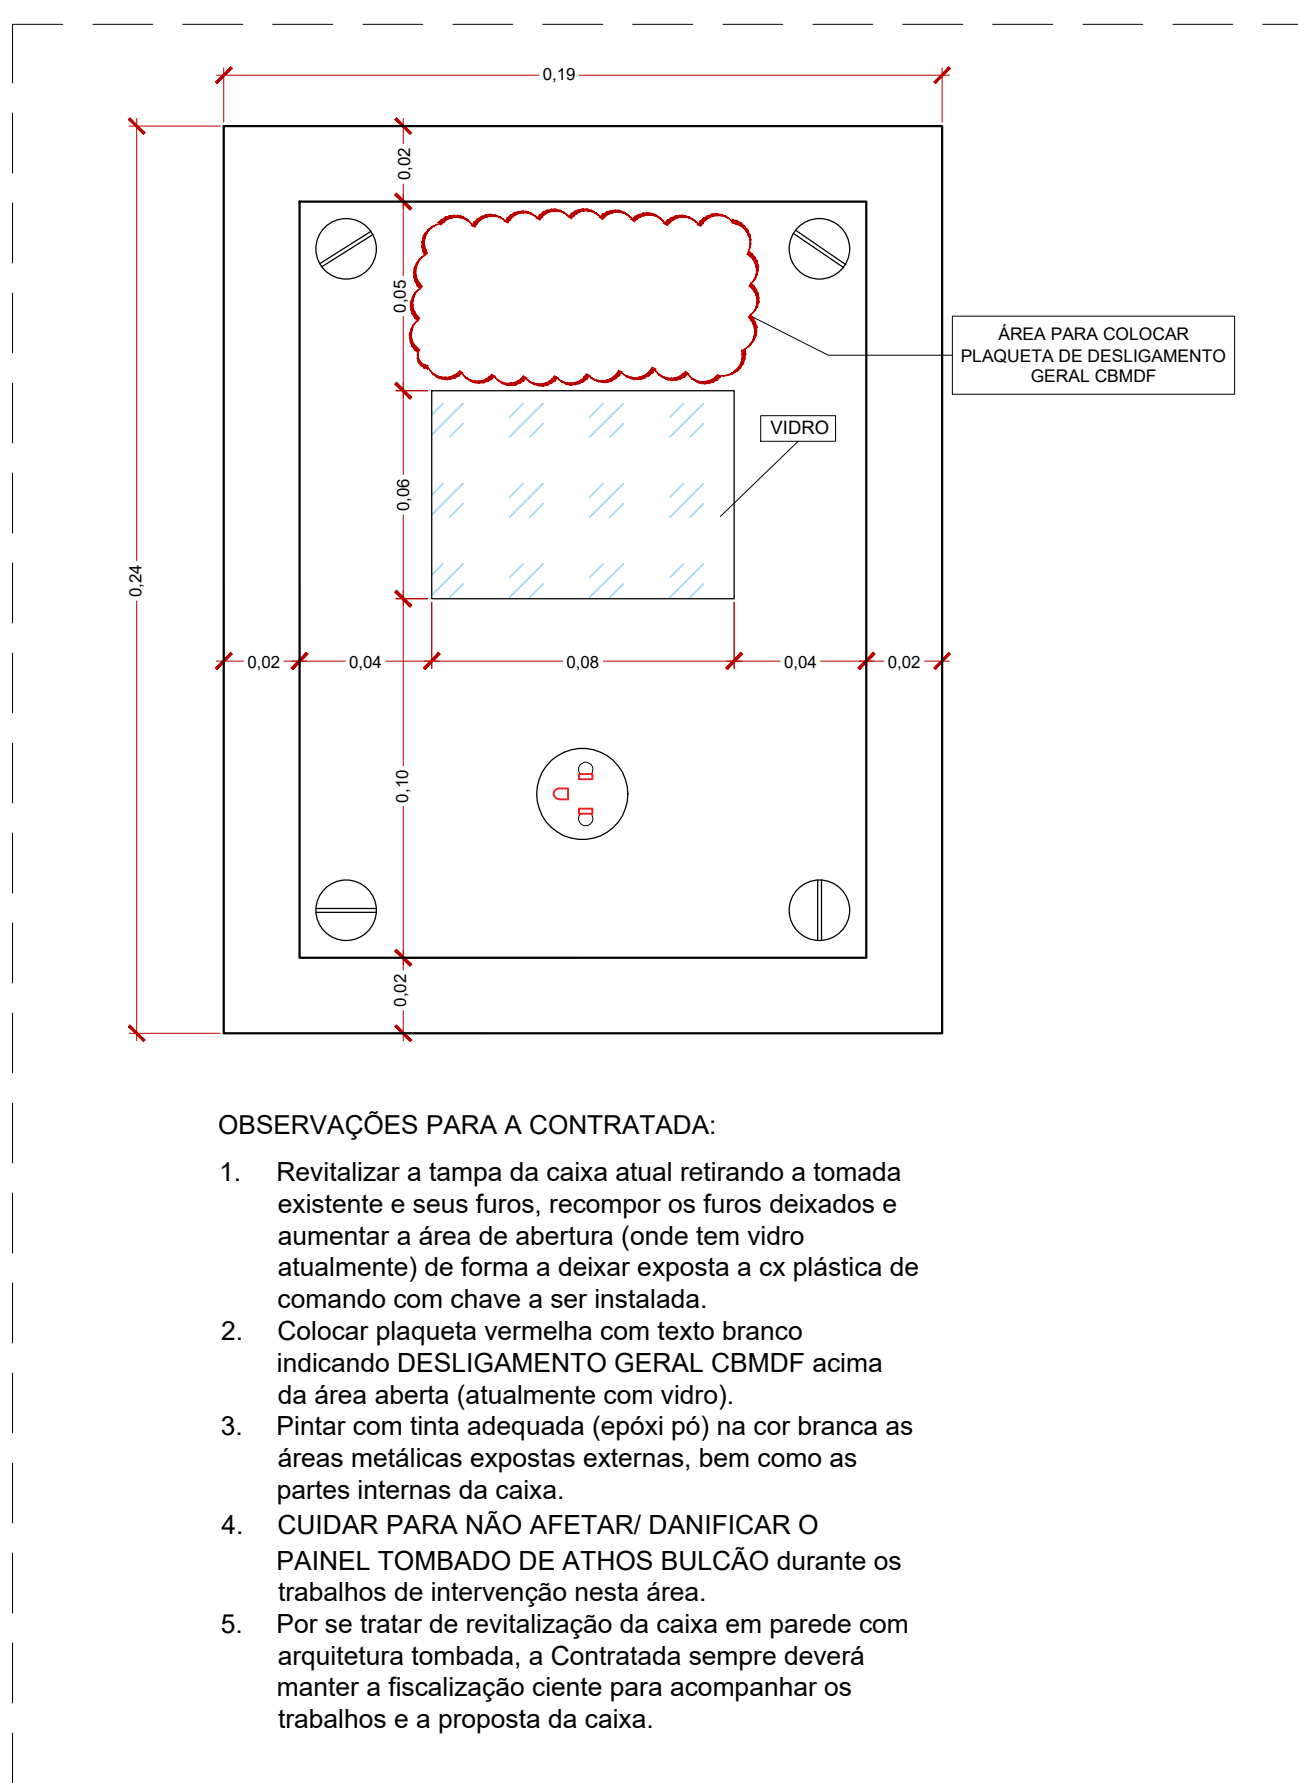 0,19
0,02
0,05
ÁREA PARA COLOCAR
PLAQUETA DE DESLIGAMENTO
GERAL CBMDF
VIDRO
0,06
0,24
0,02
0,04
0,08
0,04
0,02
0,10
0,02
OBSERVAÇÕES PARA A CONTRATADA:
1. Revitalizar a tampa da caixa atual retirando a tomada
existente e seus furos, recompor os furos deixados e
aumentar a área de abertura (onde tem vidro
atualmente) de forma a deixar exposta a cx plástica de
comando com chave a ser instalada.
2. Colocar plaqueta vermelha com texto branco
indicando DESLIGAMENTO GERAL CBMDF acima
da área aberta (atualmente com vidro).
3. Pintar com tinta adequada (epóxi pó) na cor branca as
áreas metálicas expostas externas, bem como as
partes internas da caixa.
4. CUIDAR PARA NÃO AFETAR/ DANIFICAR O
PAINEL TOMBADO DE ATHOS BULCÃO durante os
trabalhos de intervenção nesta área.
5. Por se tratar de revitalização da caixa em parede com
arquitetura tombada, a Contratada sempre deverá
manter a fiscalização ciente para acompanhar os
trabalhos e a proposta da caixa.